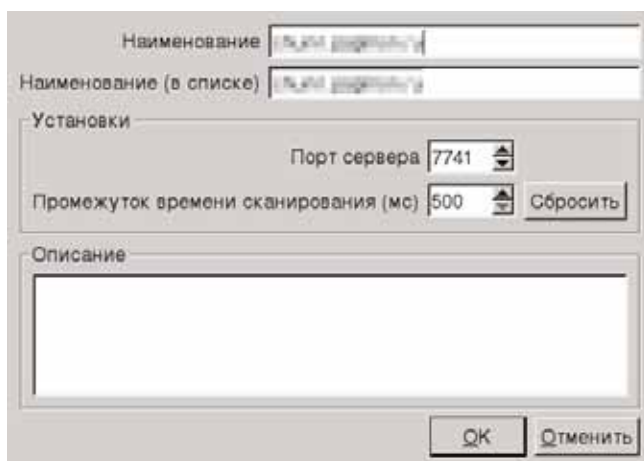 Наименование
Наименование (в списке)
Установки
Порт сервера 7741
Промежуток времени сканирования (мс) 500 Сбросить
Описание
OK Отменить